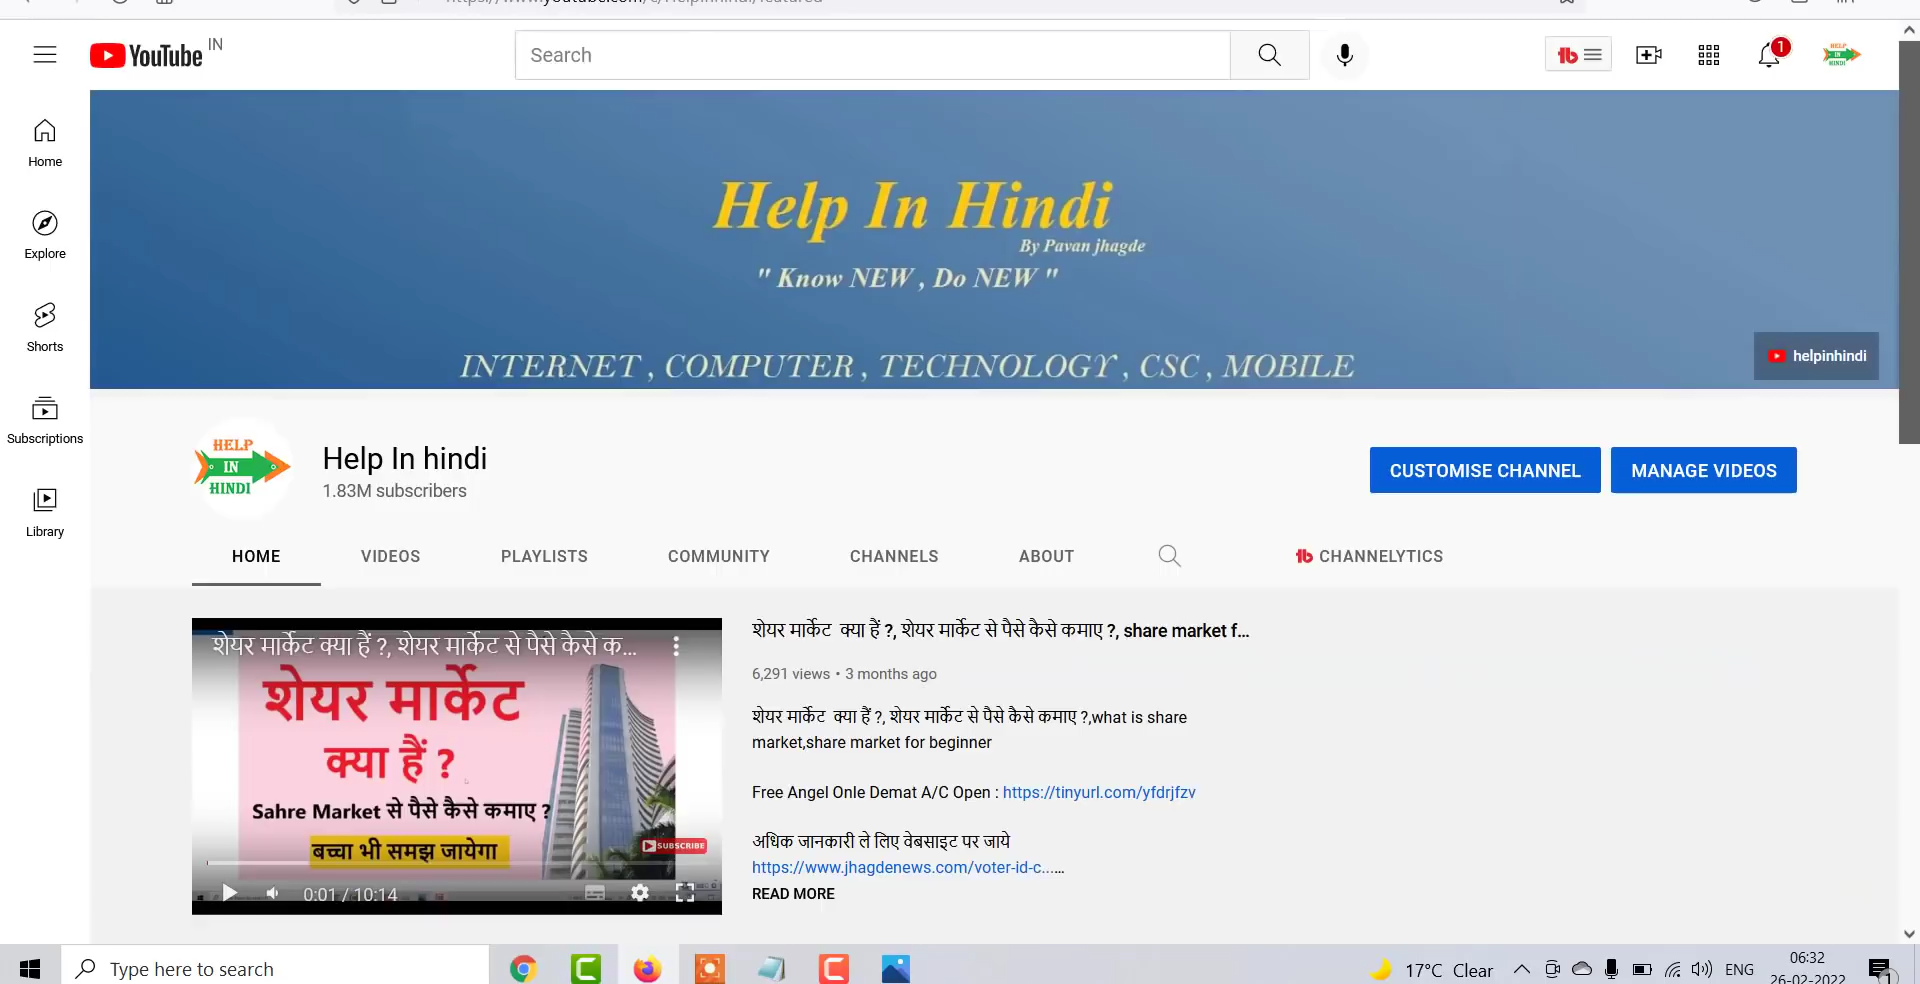 YouTube IN
Search
1
Home
Explore
Shorts
Subscriptions
Library
Help In Hindi
By Pavan jhagde
" Know NEW , Do NEW "
INTERNET , COMPUTER , TECHNOLOGY , CSC , MOBILE
helpinhindi
HELP
IN
HINDI
Help In hindi
1.83M subscribers
CUSTOMISE CHANNEL
MANAGE VIDEOS
HOME VIDEOS PLAYLISTS COMMUNITY CHANNELS ABOUT CHANNELYTICS
शेयर मार्केट क्या हैं ?, शेयर मार्केट से पैसे कैसे क...
शेयर मार्केट
क्या हैं ?
Sahre Market से पैसे कैसे कमाए ?
बच्चा भी समझ जायेगा
SUBSCRIBE
0:01 / 10:14
शेयर मार्केट क्या हैं ?, शेयर मार्केट से पैसे कैसे कमाए ?, share market f...
6,291 views • 3 months ago
शेयर मार्केट क्या हैं ?, शेयर मार्केट से पैसे कैसे कमाए ?,what is share
market,share market for beginner
Free Angel Onle Demat A/C Open : https://tinyurl.com/yfdrjfzv
अधिक जानकारी ले लिए वेबसाइट पर जाये
https://www.jhagdenews.com/voter-id-c......
READ MORE
Type here to search
17°C Clear
ENG
06:32
26-02-2022
1